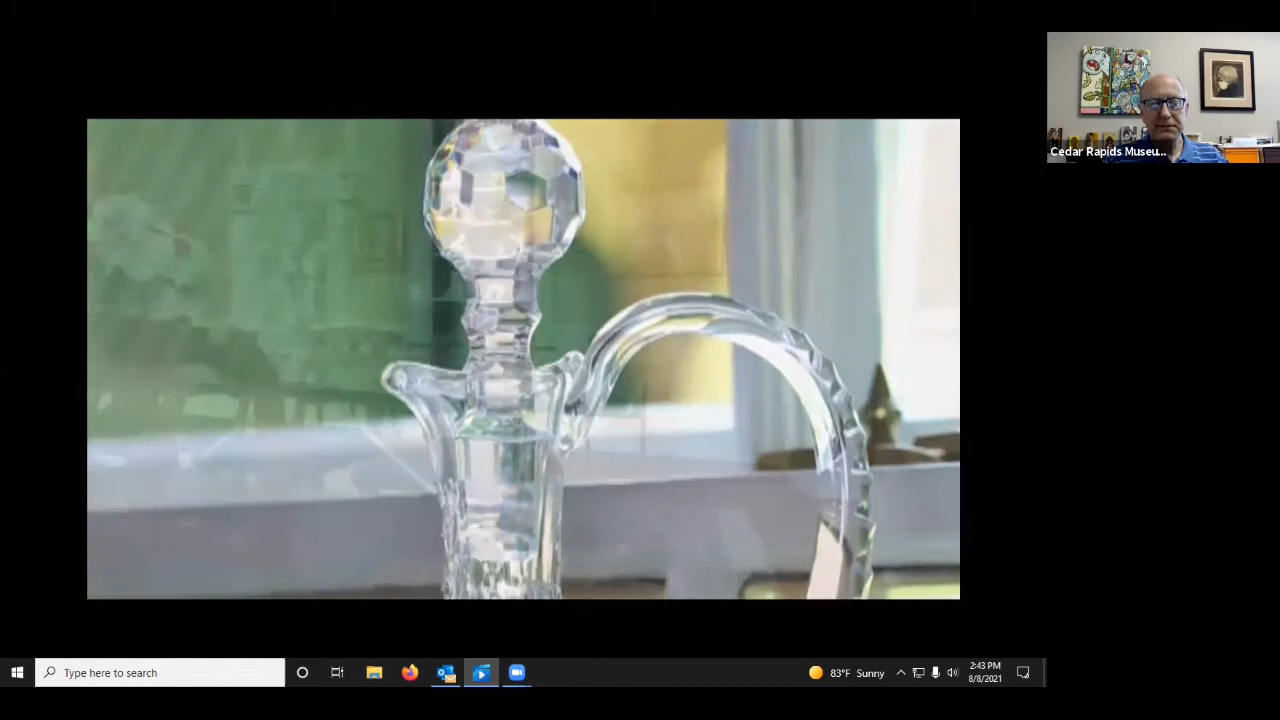 Cedar Rapids Museu...
Type here to search
83°F Sunny
2:43 PM
8/8/2021